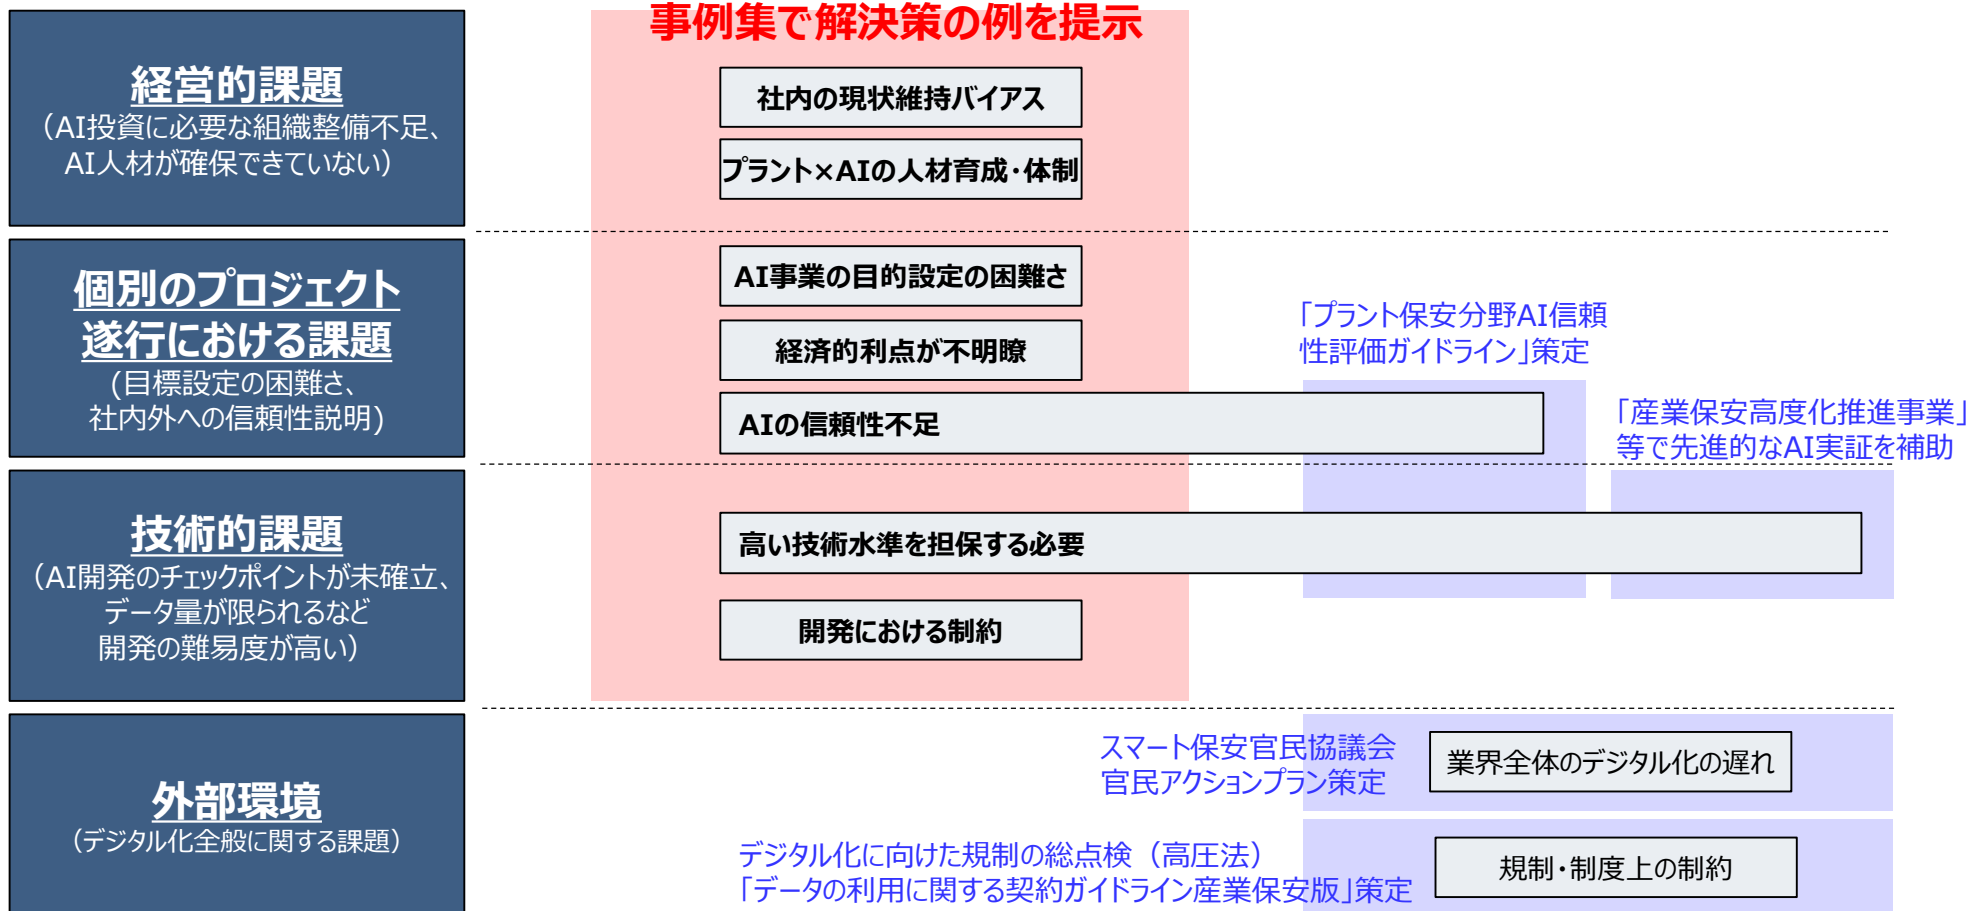 事例集で解決策の例を提示
経営的課題
（AI投資に必要な組織整備不足、
AI人材が確保できていない）
社内の現状維持バイアス
プラント×AIの人材育成・体制
個別のプロジェクト
遂行における課題
(目標設定の困難さ、
社内外への信頼性説明)
AI事業の目的設定の困難さ
経済的利点が不明瞭
AIの信頼性不足
「プラント保安分野AI信頼
性評価ガイドライン」策定
「産業保安高度化推進事業」
等で先進的なAI実証を補助
技術的課題
（AI開発のチェックポイントが未確立、
データ量が限られるなど
開発の難易度が高い）
高い技術水準を担保する必要
開発における制約
外部環境
（デジタル化全般に関する課題）
スマート保安官民協議会
官民アクションプラン策定
業界全体のデジタル化の遅れ
デジタル化に向けた規制の総点検（高圧法）
「データの利用に関する契約ガイドライン産業保安版」策定
規制・制度上の制約